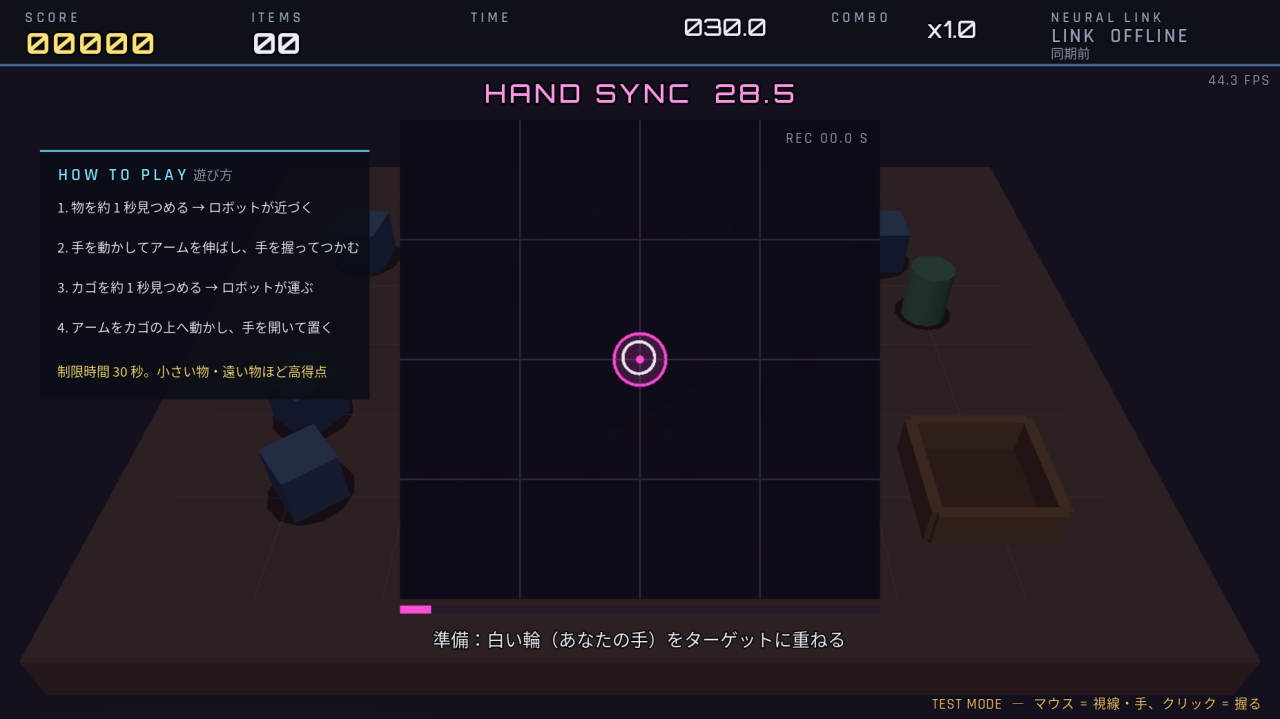 SCORE
00000
ITEMS
00
TIME
030.0
COMBO
x1.0
NEURAL LINK
LINK OFFLINE
同期前
44.3 FPS
HAND SYNC 28.5
REC 00.0 S
HOW TO PLAY 遊び方
1. 物を約 1 秒見つめる → ロボットが近づく
2. 手を動かしてアームを伸ばし、手を握ってつかむ
3. カゴを約 1 秒見つめる → ロボットが運ぶ
4. アームをカゴの上へ動かし、手を開いて置く
制限時間 30 秒。小さい物・遠い物ほど高得点
準備：白い輪（あなたの手）をターゲットに重ねる
TEST MODE — マウス = 視線・手、クリック = 握る